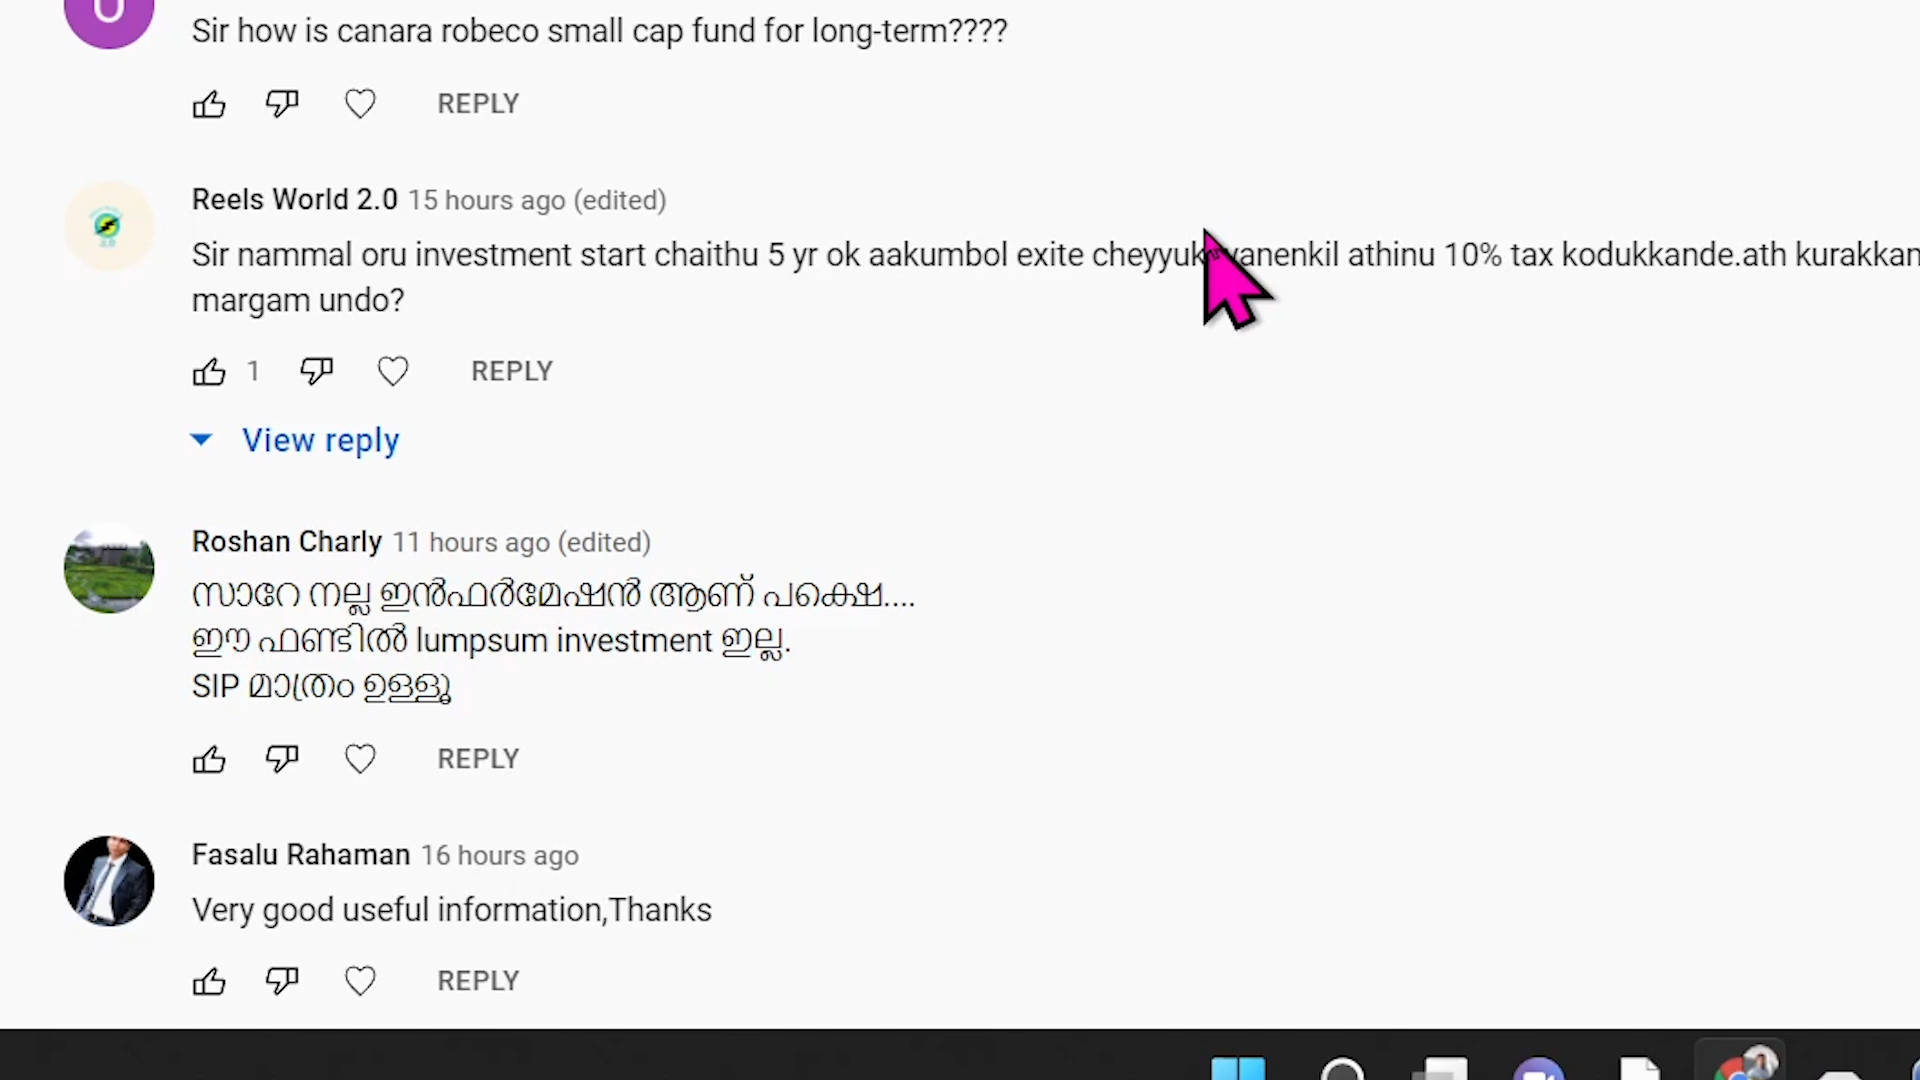 Sir how is canara robeco small cap fund for long-term????
REPLY
Reels World 2.0 15 hours ago (edited)
Sir nammal oru investment start chaithu 5 yr ok aakumbol exite athinu 10% tax kodukkande.ath
margam undo?
1 REPLY
View reply
Roshan Charly 11 hours ago (edited)
സാറേ നല്ല ഇൻഫർമേഷൻ ആണ് പക്ഷെ....
ഈ ഫണ്ടിൽ lumpsum investment ഇല്ല.
SIP മാത്രം ഉള്ളൂ
REPLY
Fasalu Rahaman 16 hours ago
Very good useful information,Thanks
REPLY